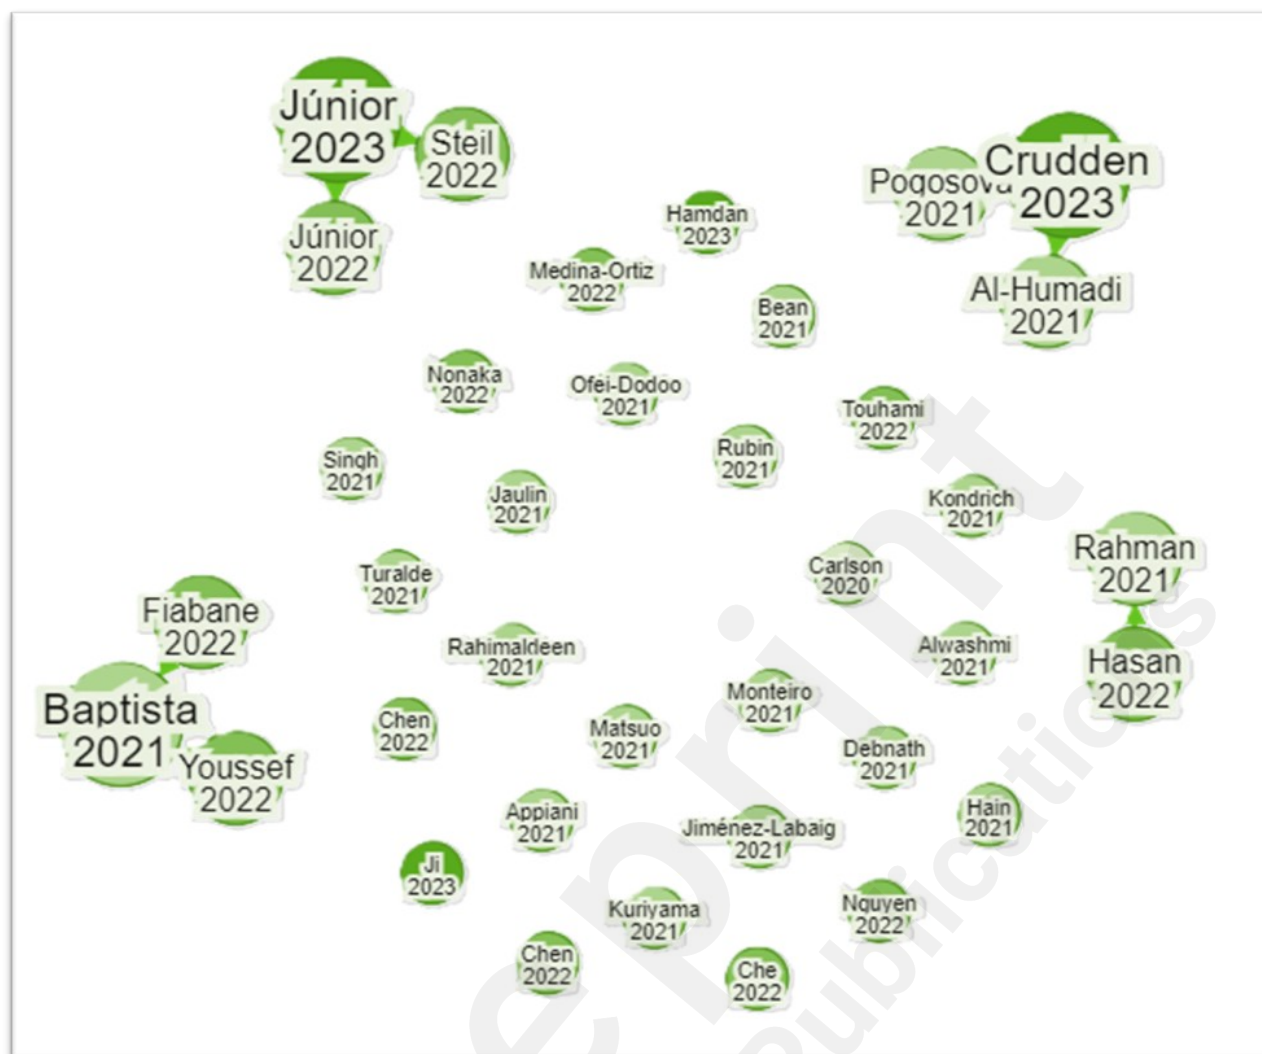 Júnior
2023
Steil
2022
Júnior
2022
Pogosova
2021
Crudden
2023
Al-Humadi
2021
Hamdan
2023
Medina-Ortiz
2022
Bean
2021
Nonaka
2022
Ofei-Dodoo
2021
Touhami
2022
Rubin
2021
Singh
2021
Jaulin
2021
Kondrich
2021
Rahman
2021
Carlson
2020
Turalde
2021
Fiabane
2022
Rahimaldeen
2021
Alwashmi
2021
Hasan
2022
Baptista
2021
Youssef
2022
Chen
2022
Matsuo
2021
Monteiro
2021
Debnath
2021
Appiani
2021
Jiménez-Labaig
2021
Hain
2021
Ji
2023
Kuriyama
2021
Nguyen
2022
Chen
2022
Che
2022
eprint
Publications